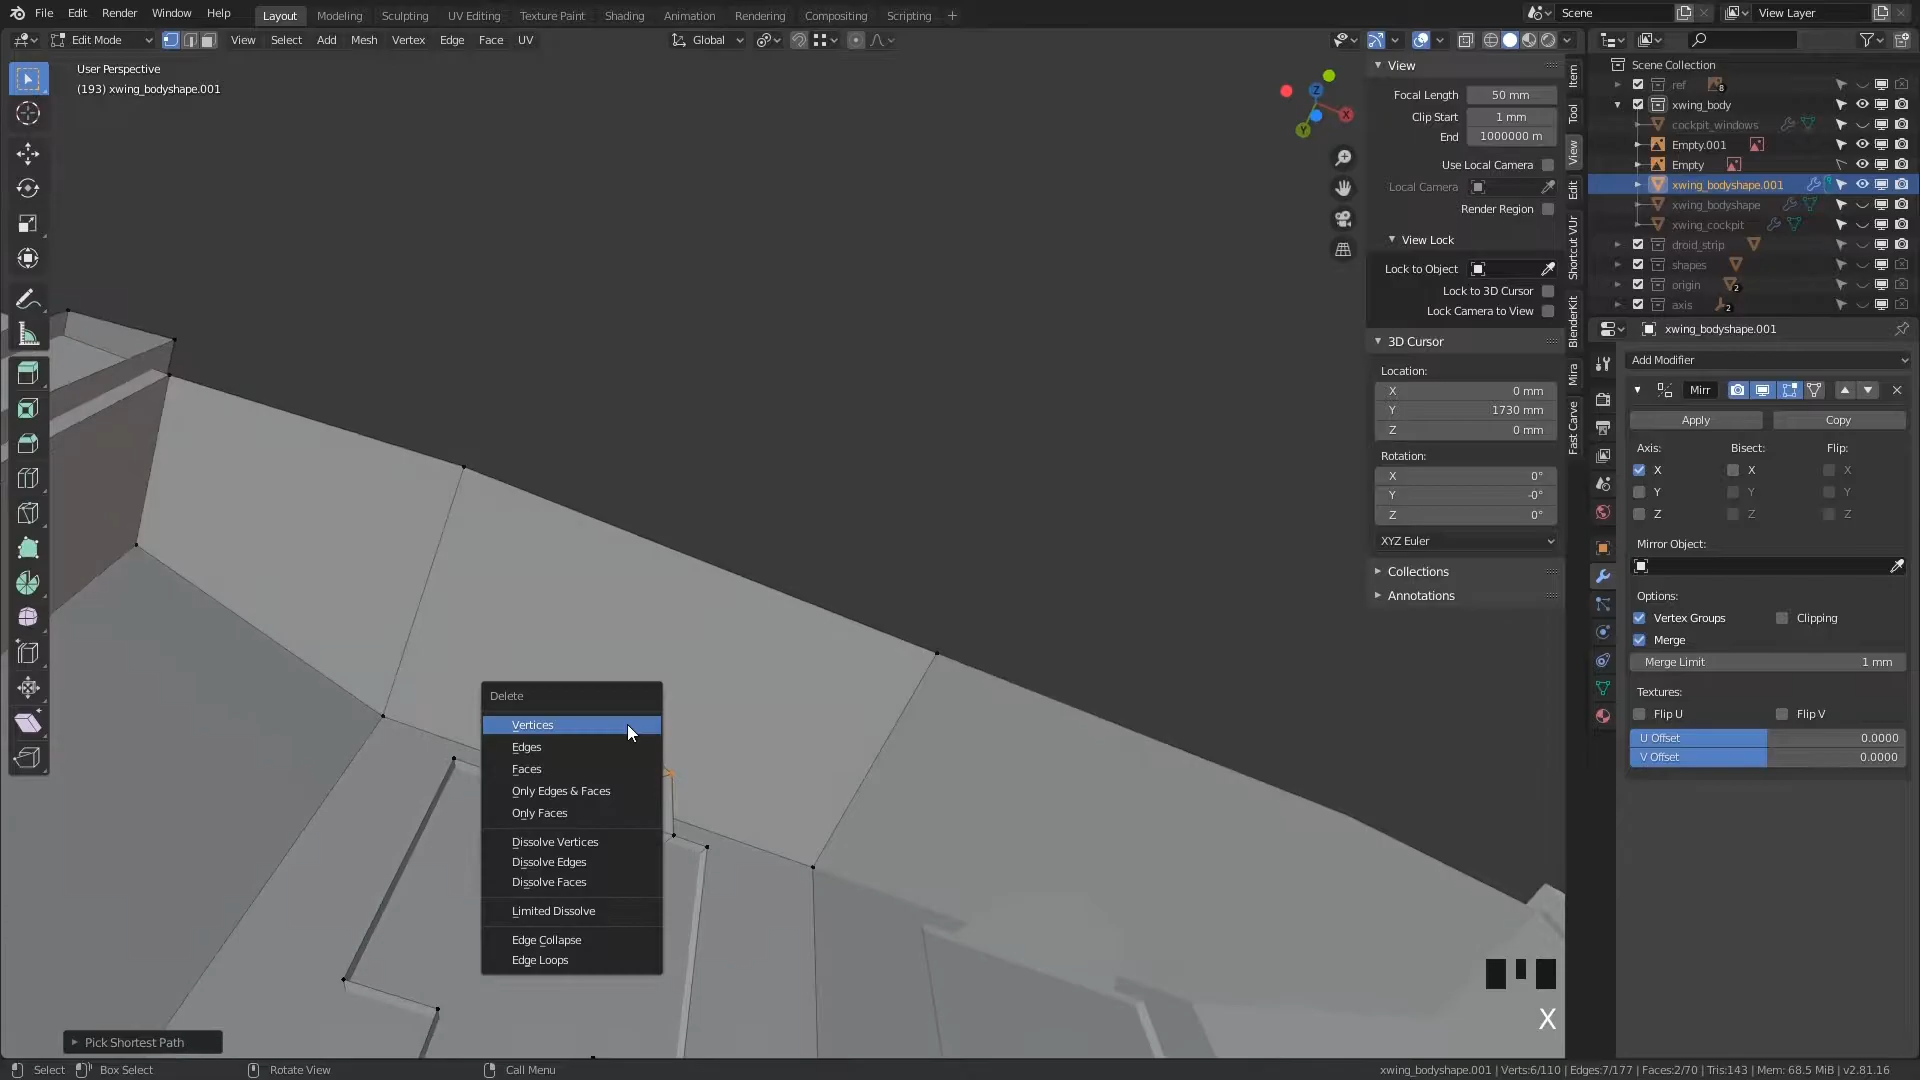 File Edit Render Window Help Layout Modeling Sculpting UV Editing Texture Paint Shading Animation Rendering Compositing Scripting + Scene View Layer
Edit Mode View Select Add Mesh Vertex Edge Face UV Global
User Perspective
(193) xwing_bodyshape.001
View
Focal Length 50 mm
Clip Start 1 mm
End 1000000 m
Use Local Camera
Local Camera
Render Region
View Lock
Lock to Object
Lock to 3D Cursor
Lock Camera to View
3D Cursor
Location:
X 0 mm
Y 1730 mm
Z 0 mm
Rotation:
X 0°
Y -0°
Z 0°
XYZ Euler
Collections
Annotations
Item
Tool
View
Edit
Shortcut VUr
BlenderKit
Mira
Fast Carve
Scene Collection
ref 8
xwing_body
cockpit_windows
Empty.001
Empty
xwing_bodyshape.001
xwing_bodyshape
xwing_cockpit
droid_strip
shapes
origin 2
axis 2
xwing_bodyshape.001
Add Modifier
Mirr
Apply Copy
Axis: Bisect: Flip:
X X X
Y Y Y
Z Z Z
Mirror Object:
Options:
Vertex Groups Clipping
Merge
Merge Limit 1 mm
Textures:
Flip U Flip V
U Offset 0.0000
V Offset 0.0000
Delete
Vertices
Edges
Faces
Only Edges & Faces
Only Faces
Dissolve Vertices
Dissolve Edges
Dissolve Faces
Limited Dissolve
Edge Collapse
Edge Loops
X
Pick Shortest Path
Select Box Select Rotate View Call Menu xwing_bodyshape.001 | Verts:6/110 | Edges:7/177 | Faces:2/70 | Tris:143 | Mem: 68.5 MiB | v2.81.16